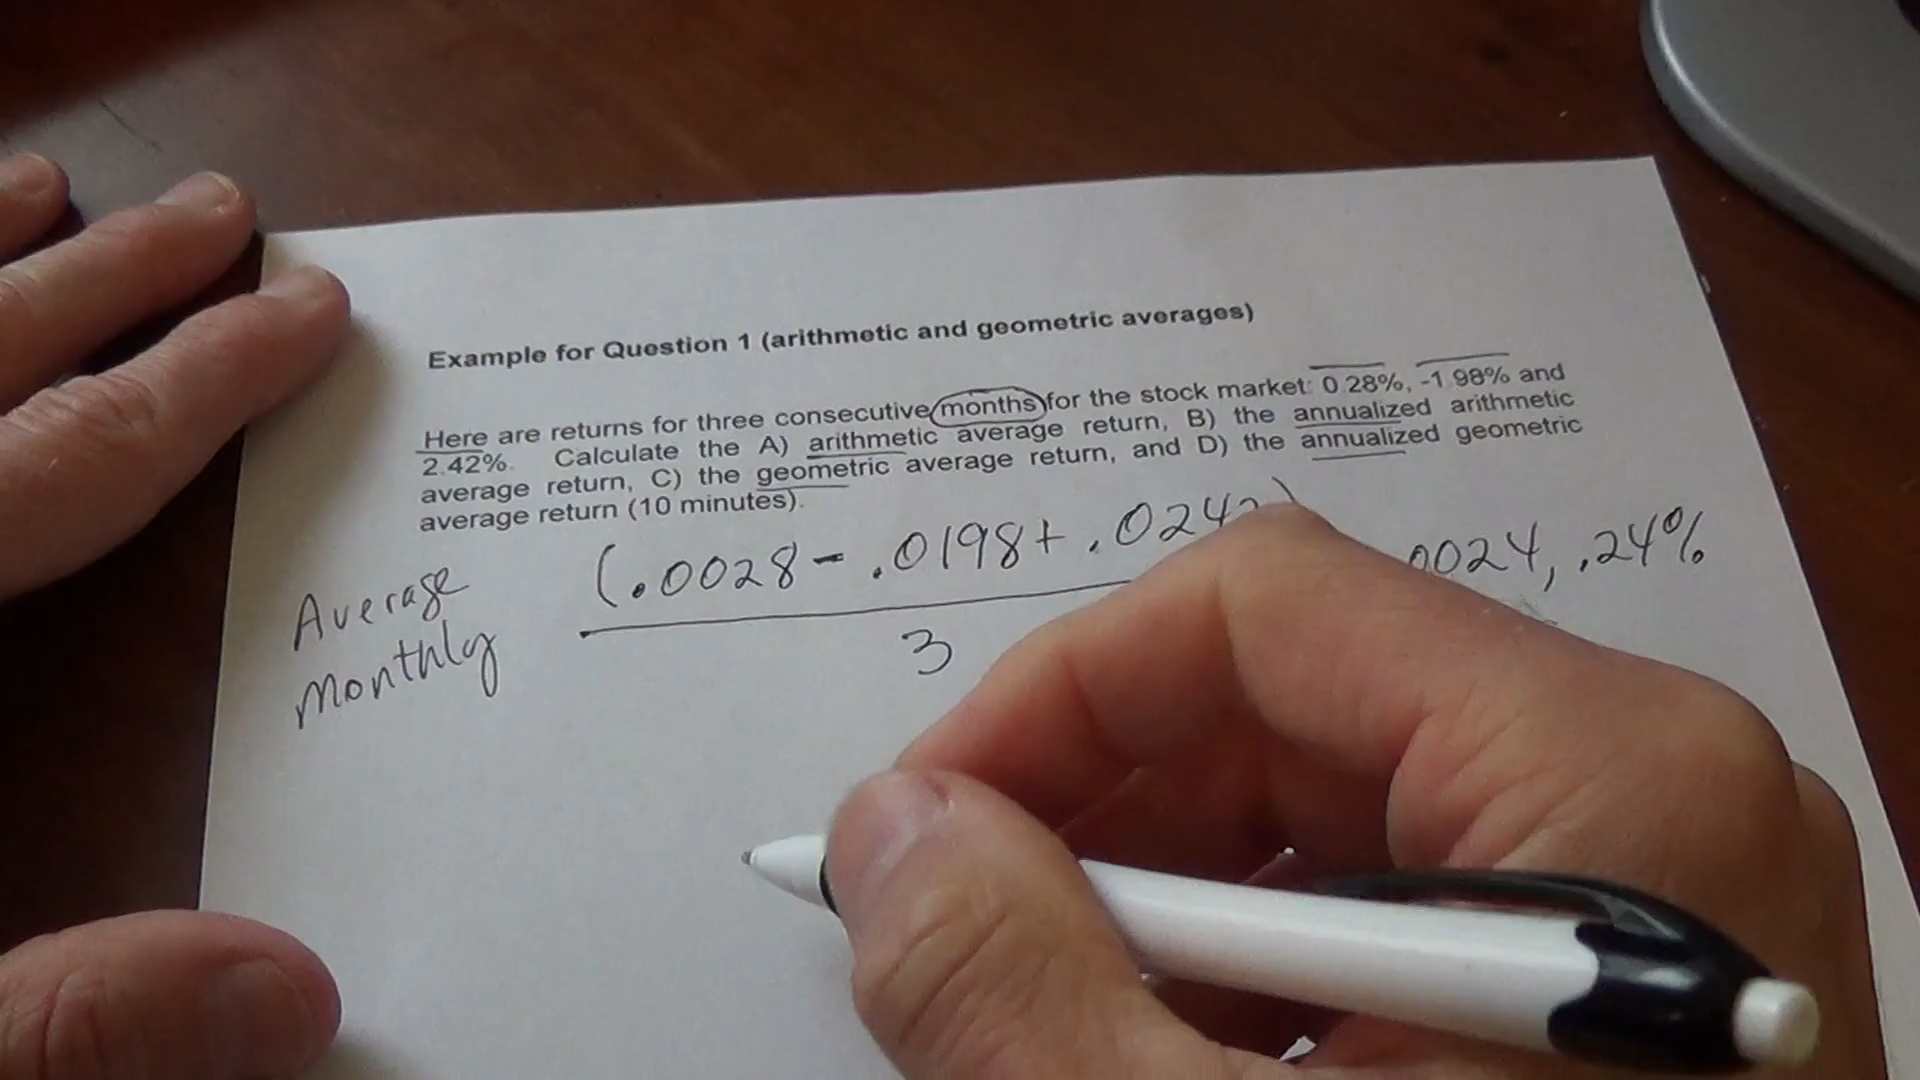 Example for Question 1 (arithmetic and geometric averages)
Here are returns for three consecutive months for the stock market: 0.28%, -1.98% and
2.42%. Calculate the A) arithmetic average return, B) the annualized arithmetic
average return, C) the geometric average return, and D) the annualized geometric
average return (10 minutes).
Average
Monthly
(.0028 - .0198 + .0242)
3
.0024, .24%